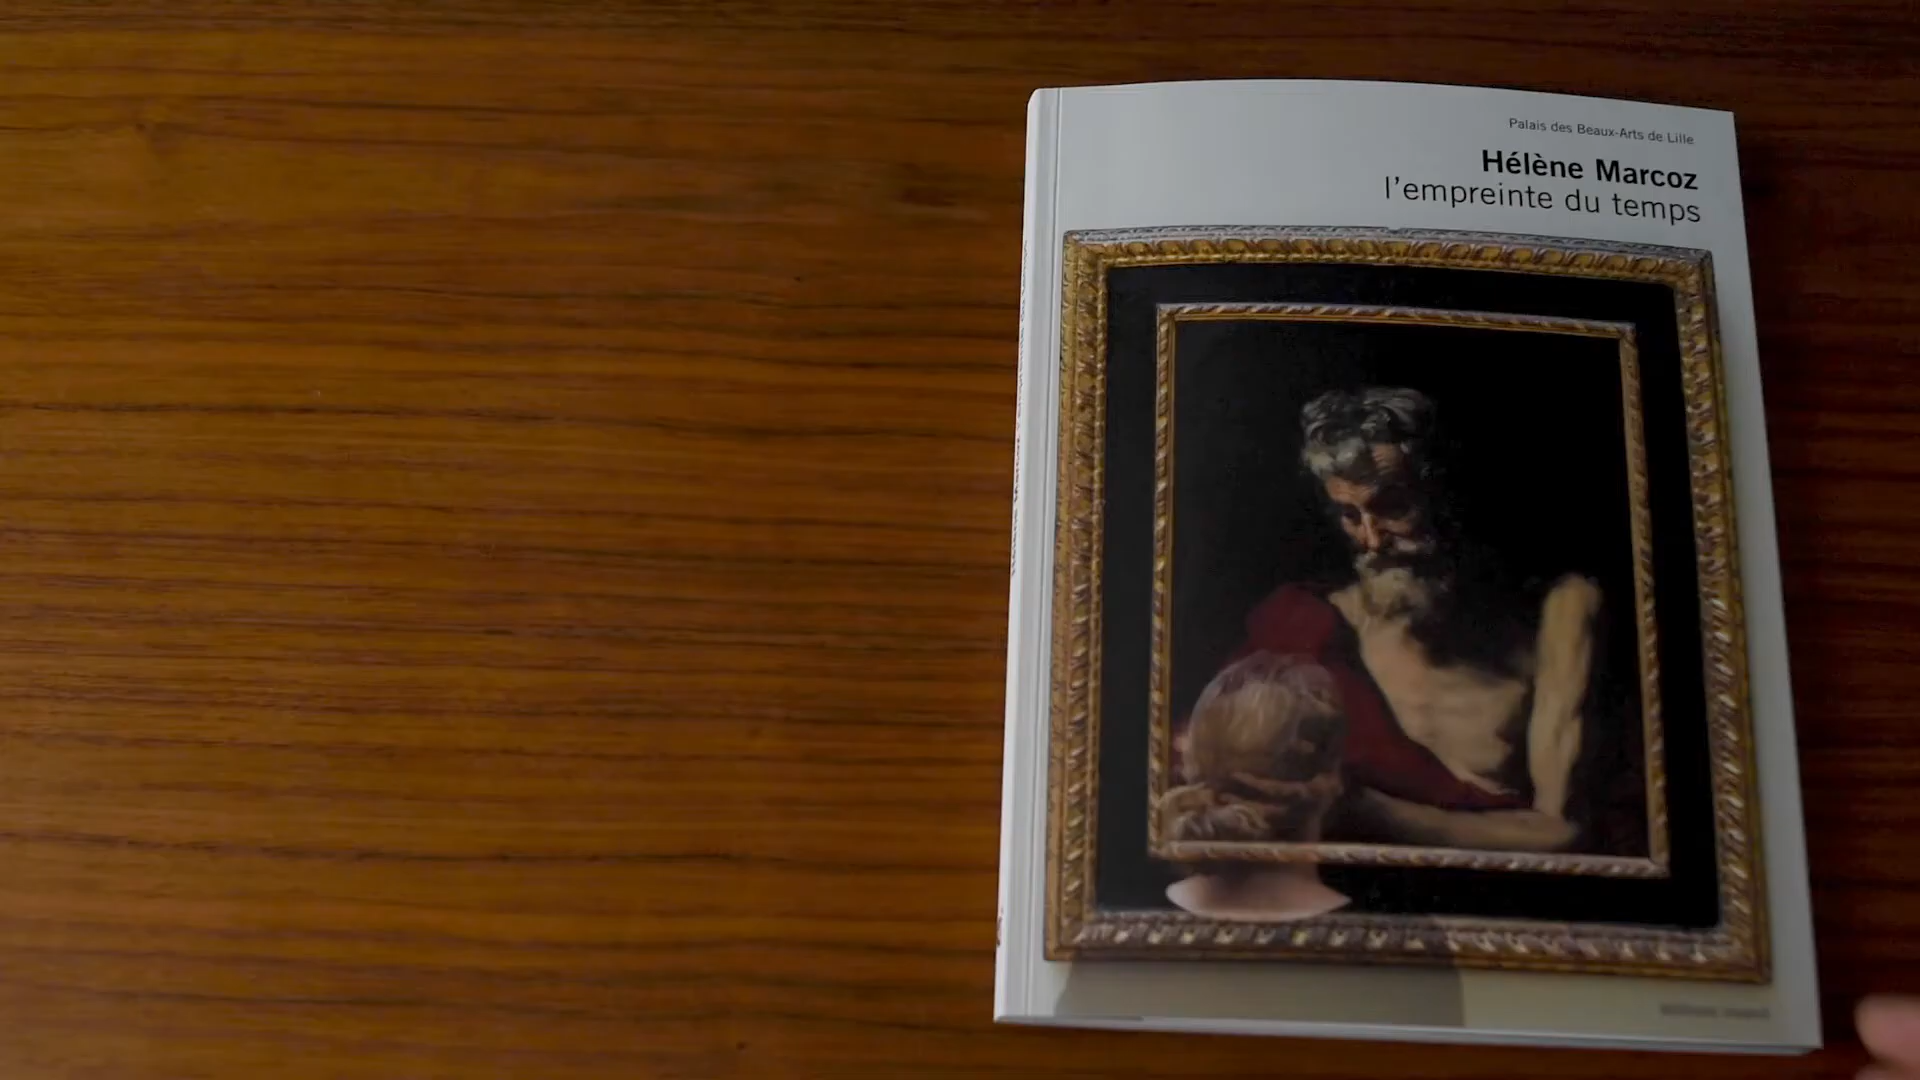 Palais des Beaux-Arts de Lille
Hélène Marcoz
l'empreinte du temps